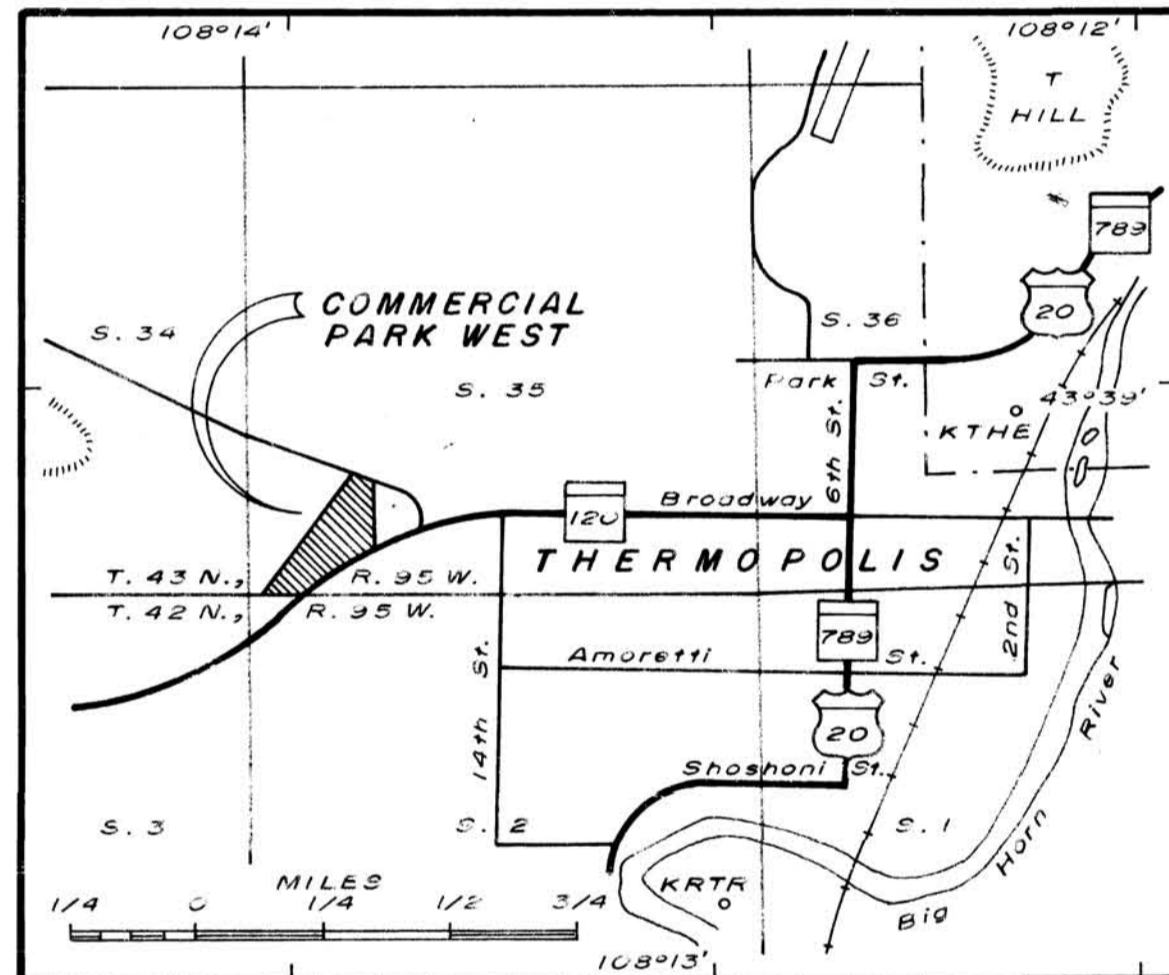 108°14'
108°12'
T
HILL
789
20
COMMERCIAL
PARK WEST
S. 34
S. 36
S. 35
Park St.
43°39'
6th St.
KTHE
Broadway
120
THERMOPOLIS
T. 43 N., R. 95 W.
T. 42 N., R. 95 W.
2nd St.
789
Amoretti St.
14th St.
20
River
Shoshoni St.
S. 3
S. 2
S. 1
Horn
MILES
1/4 0 1/4 1/2 3/4
KRTR
Big
108°13'